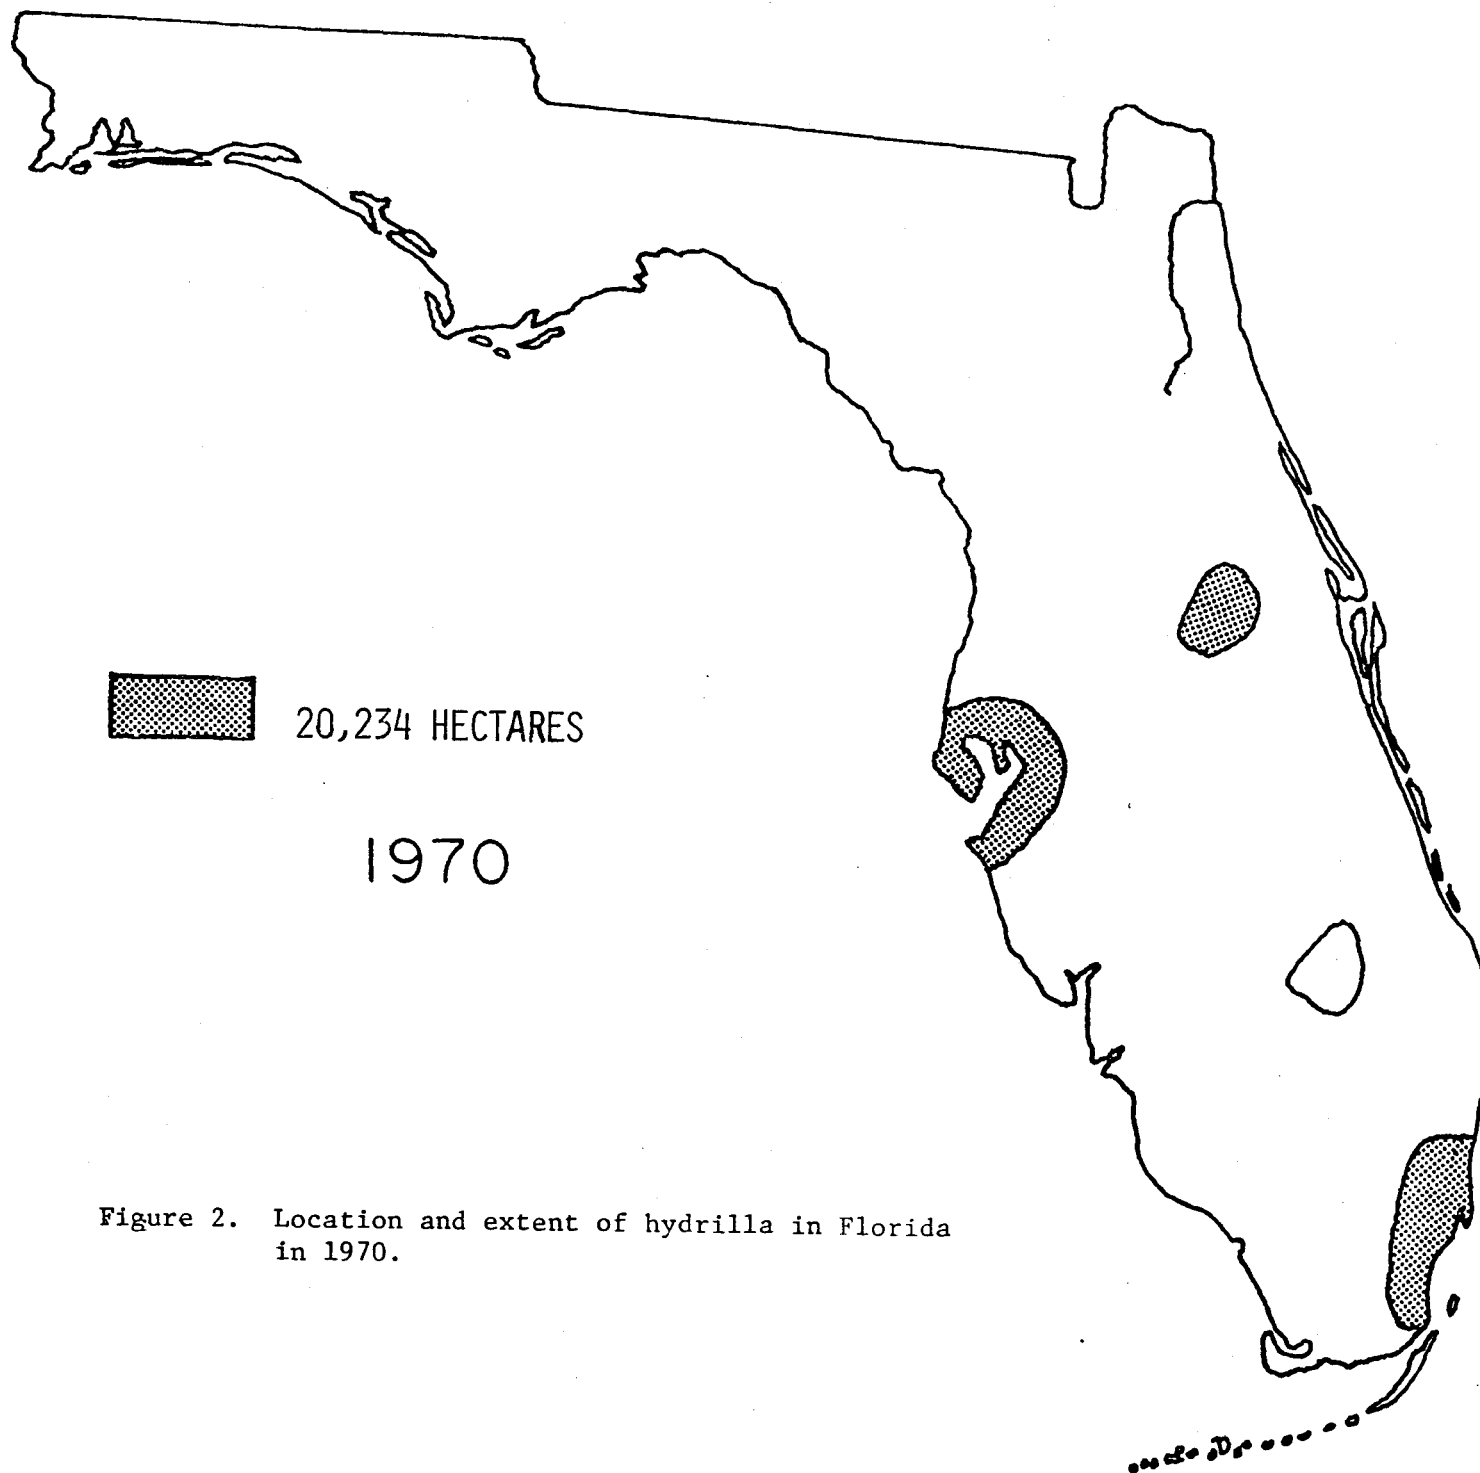 20,234 HECTARES
1970
Figure 2. Location and extent of hydrilla in Florida
in 1970.